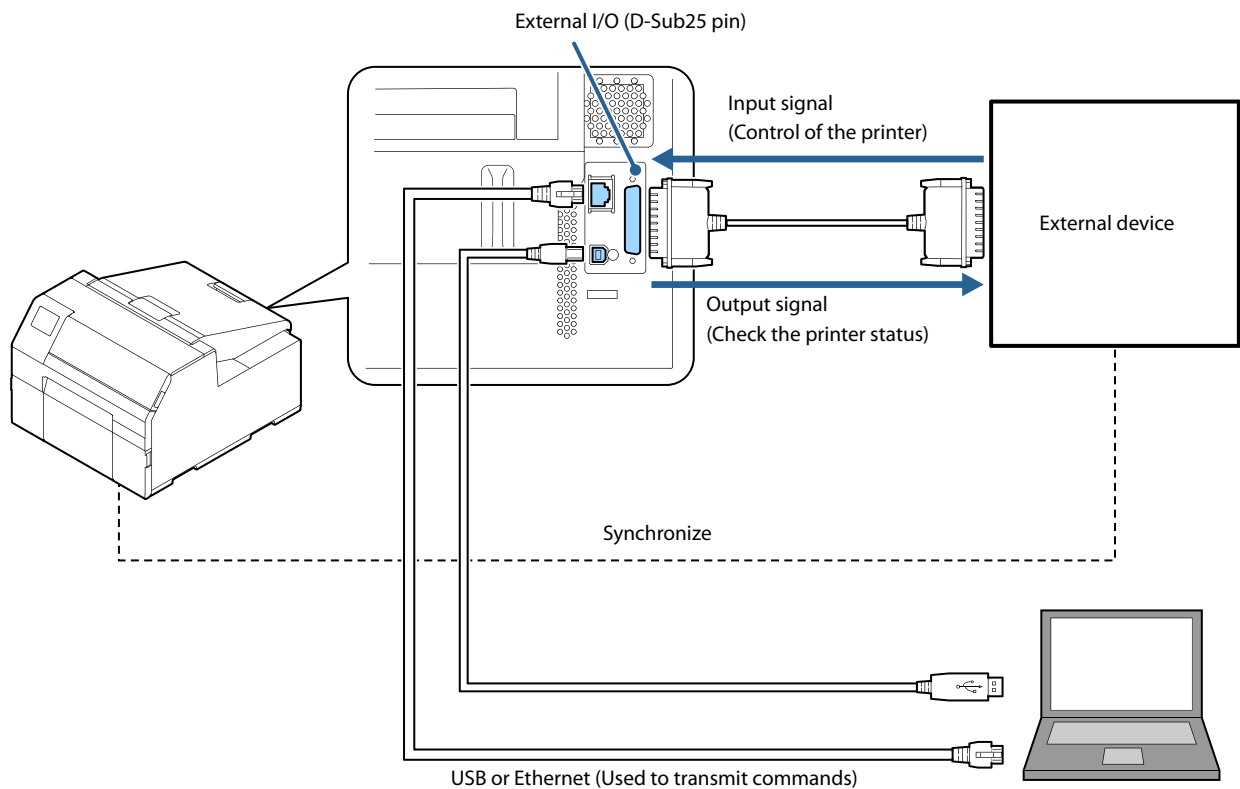 External I/O (D-Sub25 pin)
Input signal
(Control of the printer)
External device
Output signal
(Check the printer status)
Synchronize
USB or Ethernet (Used to transmit commands)